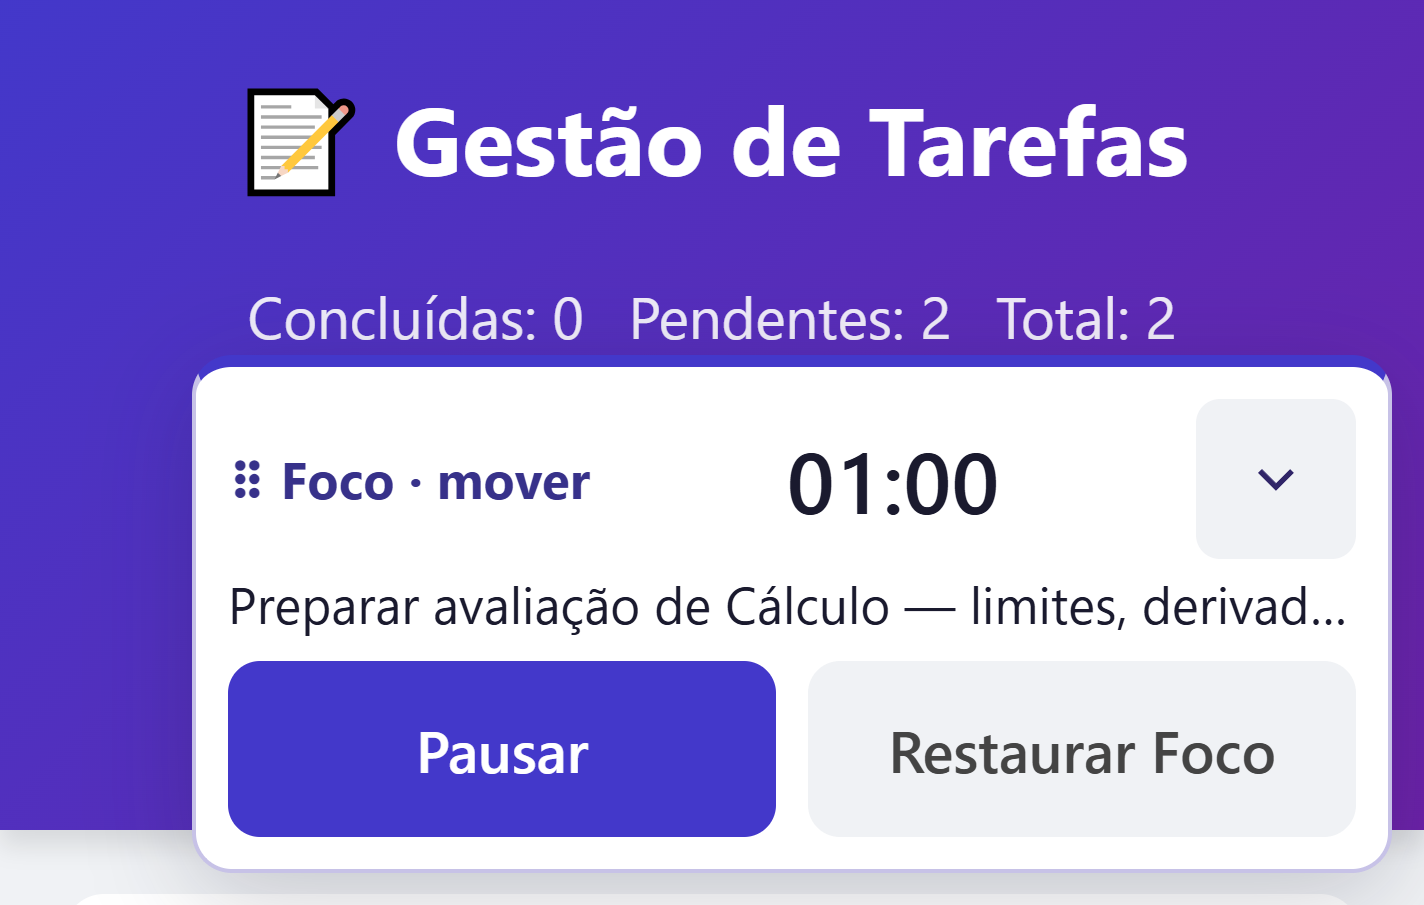 Gestão de Tarefas
Concluídas: 0 Pendentes: 2 Total: 2
Foco · mover 01:00
Preparar avaliação de Cálculo — limites, derivad...
Pausar Restaurar Foco